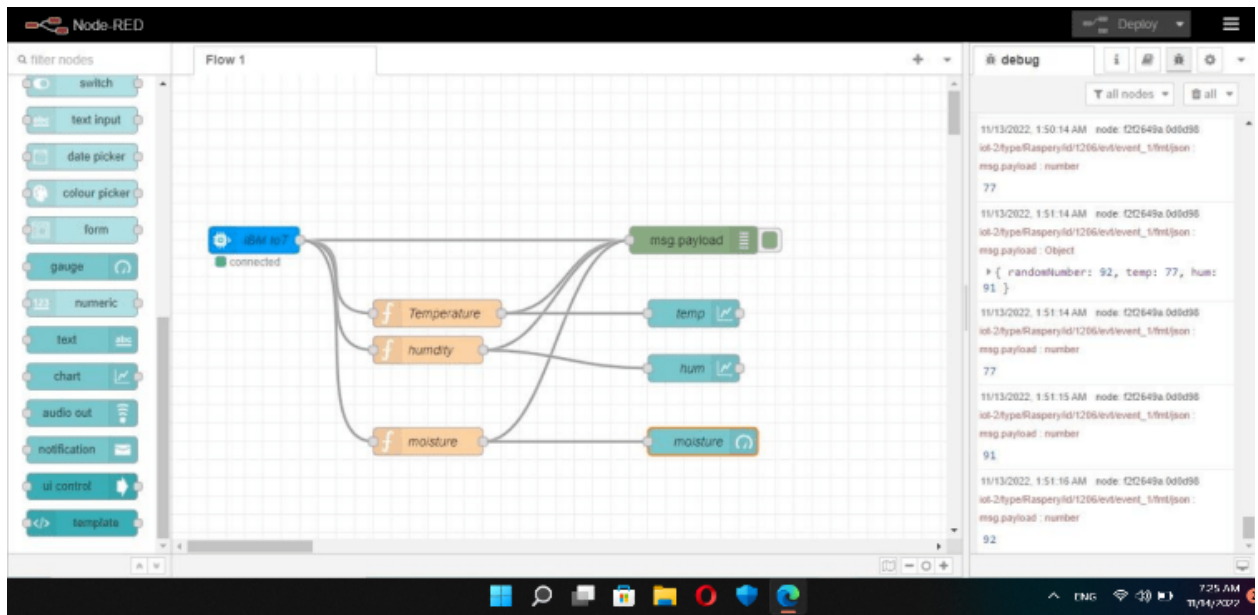 Node-RED
Deploy
filter nodes
switch
text input
date picker
colour picker
form
gauge
numeric
text
chart
audio out
notification
ui control
template
Flow 1
IBM IoT
connected
Temperature
humdity
moisture
msg.payload
temp
hum
moisture
debug
all nodes
all
11/13/2022, 1:50:14 AM node: f2f2649a.0d0d98
iot-2/type/Raspery/id/1206/evt/event_1/fmt/json :
msg.payload : number
77
11/13/2022, 1:51:14 AM node: f2f2649a.0d0d98
iot-2/type/Raspery/id/1206/evt/event_1/fmt/json :
msg.payload : Object
{ randomNumber: 92, temp: 77, hum:
91 }
11/13/2022, 1:51:14 AM node: f2f2649a.0d0d98
iot-2/type/Raspery/id/1206/evt/event_1/fmt/json :
msg.payload : number
77
11/13/2022, 1:51:15 AM node: f2f2649a.0d0d98
iot-2/type/Raspery/id/1206/evt/event_1/fmt/json :
msg.payload : number
91
11/13/2022, 1:51:16 AM node: f2f2649a.0d0d98
iot-2/type/Raspery/id/1206/evt/event_1/fmt/json :
msg.payload : number
92
ENG
7:25 AM
11/14/2022